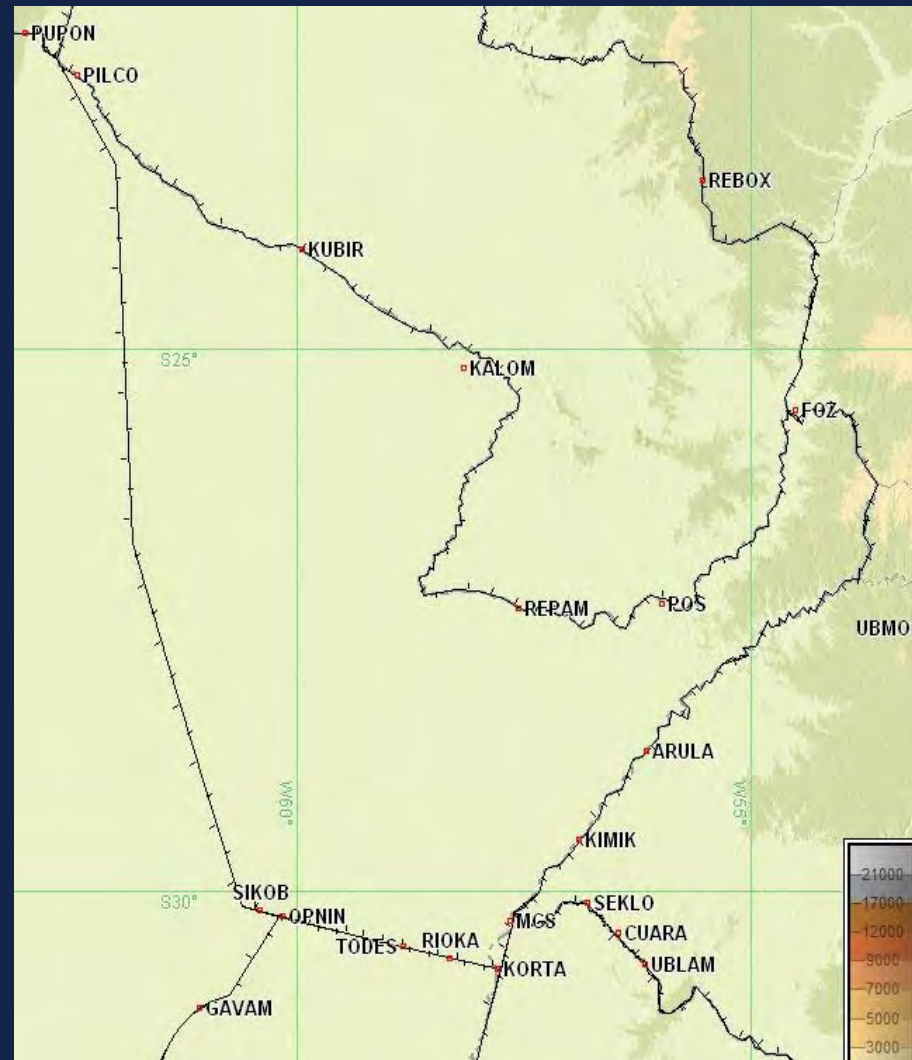 PUPON
PILCO
REBOX
KUBIR
S25°
KALOM
FOZ
REPAM
POS
UBMO
ARULA
W60°
W55°
KIMIK
21000
SIKOB
S30°
SEKLO
17000
OPNIN
MCS
TODES
RIOKA
CUARA
12000
KORTA
UBLAM
9000
7000
GAVAM
5000
3000